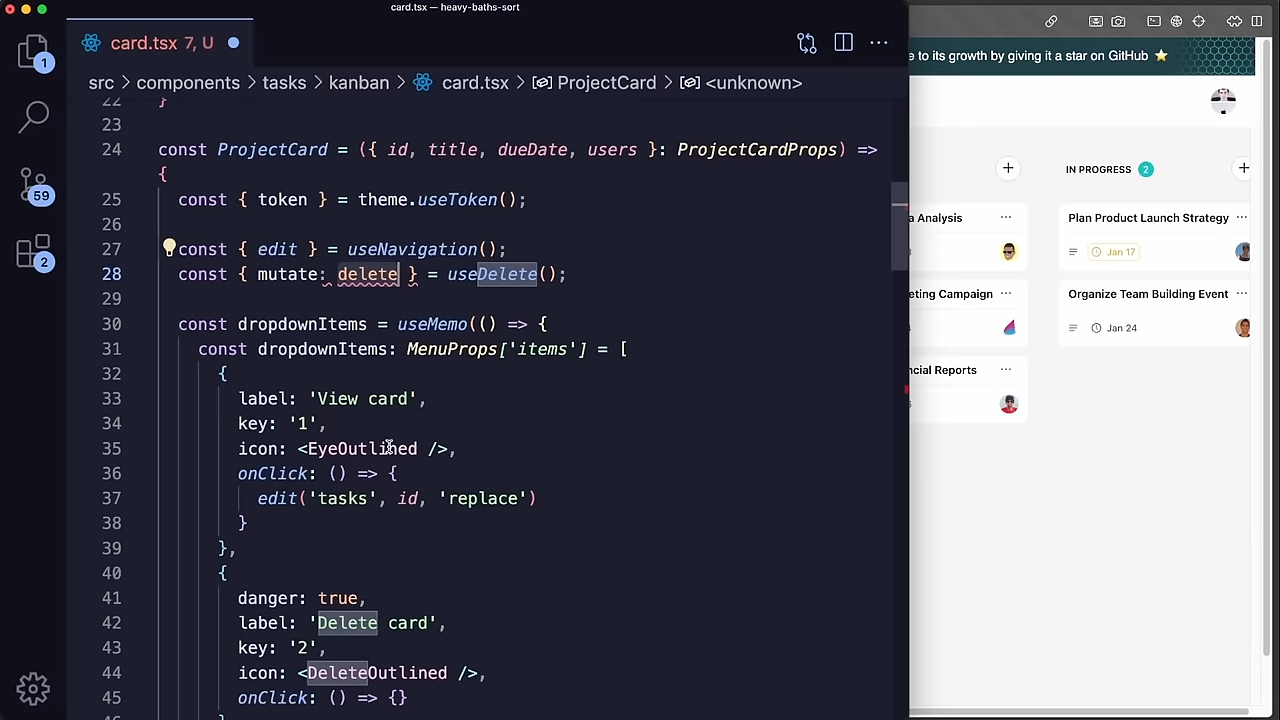 card.tsx — heavy-baths-sort
card.tsx 7, U
1
59
2
src > components > tasks > kanban > card.tsx > ProjectCard > <unknown>
22 }
23
24 const ProjectCard = ({ id, title, dueDate, users }: ProjectCardProps) =>
{
25 const { token } = theme.useToken();
26
27 const { edit } = useNavigation();
28 const { mutate: delete } = useDelete();
29
30 const dropdownItems = useMemo(() => {
31 const dropdownItems: MenuProps['items'] = [
32 {
33 label: 'View card',
34 key: '1',
35 icon: <EyeOutlined />,
36 onClick: () => {
37 edit('tasks', id, 'replace')
38 }
39 },
40 {
41 danger: true,
42 label: 'Delete card',
43 key: '2',
44 icon: <DeleteOutlined />,
45 onClick: () => {}
e to its growth by giving it a star on GitHub ⭐
IN PROGRESS 2
a Analysis
eting Campaign
ncial Reports
Plan Product Launch Strategy
Jan 17
Organize Team Building Event
Jan 24